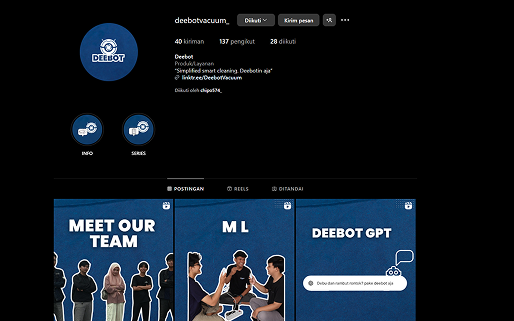 deebotvacuum_
Diikuti
Kirim pesan
40 kiriman
137 pengikut
28 diikuti
DEEBOT
Deebot
Produk/Layanan
"Simplified smart cleaning, Deebotin aja"
linktr.ee/DeebotVacuum
Diikuti oleh chipo574_
INFO
SERIES
POSTINGAN
REELS
DITANDAI
MEET OUR
TEAM
M L
DEEBOT GPT
Debu dan rambut rontok? pake deebot aja